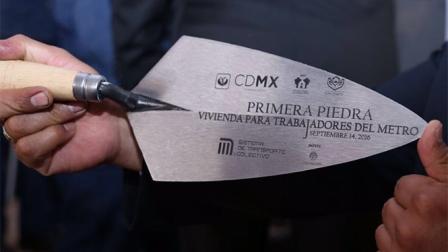 CDMX
PRIMERA PIEDRA
VIVIENDA PARA TRABAJADORES DEL METRO
SEPTIEMBRE 14, 2016
SISTEMA
DE TRANSPORTE
COLECTIVO